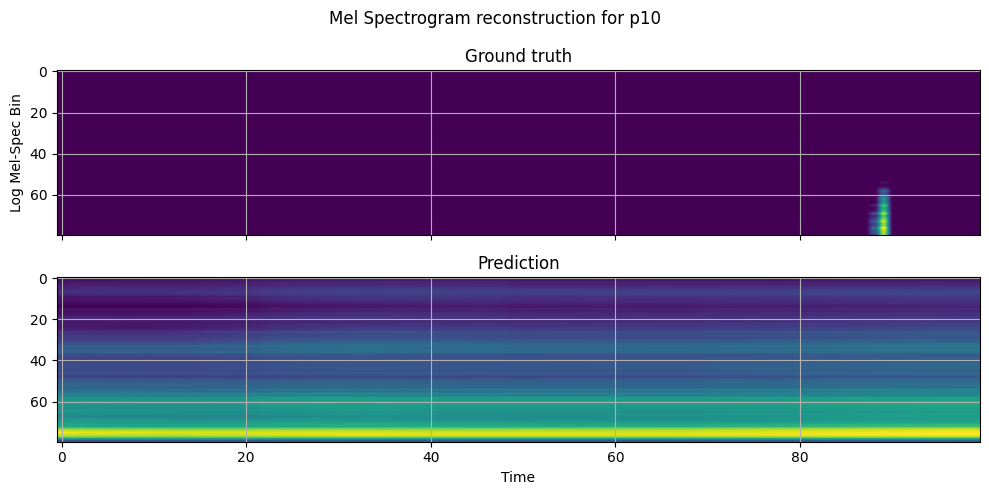 Mel Spectrogram reconstruction for p10
Ground truth
0
20
40
60
Log Mel-Spec Bin
Prediction
0
20
40
60
0 20 40 60 80
Time